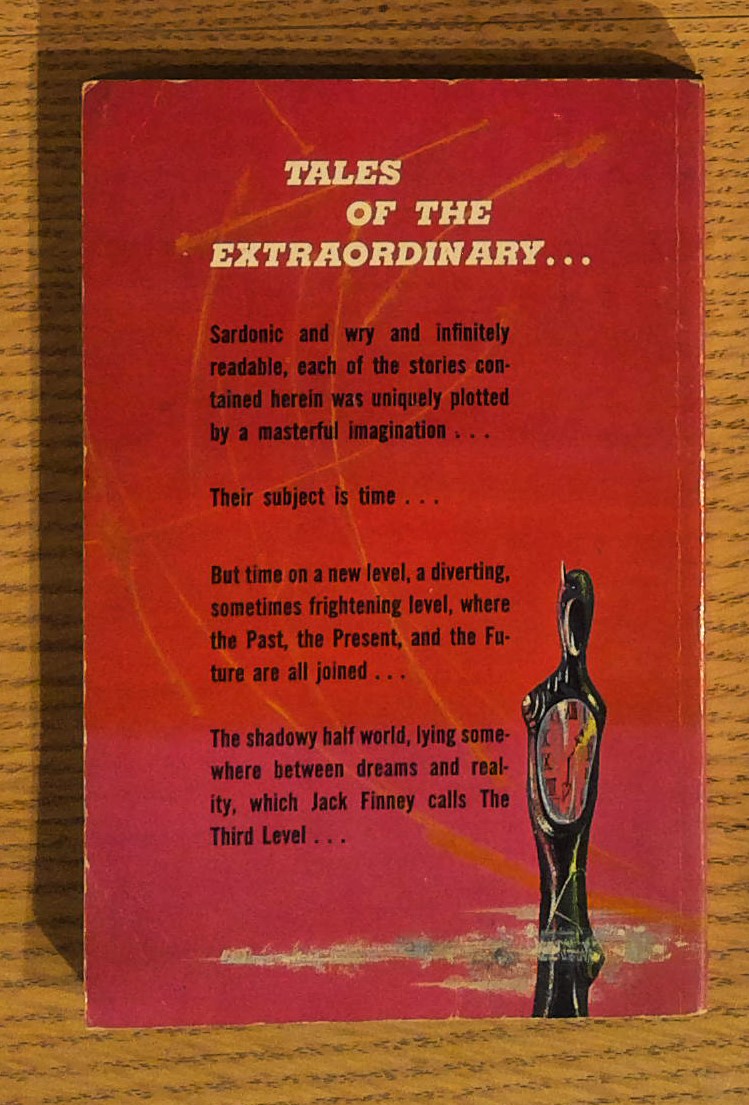 TALES
OF THE
EXTRAORDINARY...
Sardonic and wry and infinitely
readable, each of the stories con-
tained herein was uniquely plotted
by a masterful imagination . . .
Their subject is time . . .
But time on a new level, a diverting,
sometimes frightening level, where
the Past, the Present, and the Fu-
ture are all joined . . .
The shadowy half world, lying some-
where between dreams and real-
ity, which Jack Finney calls The
Third Level . . .